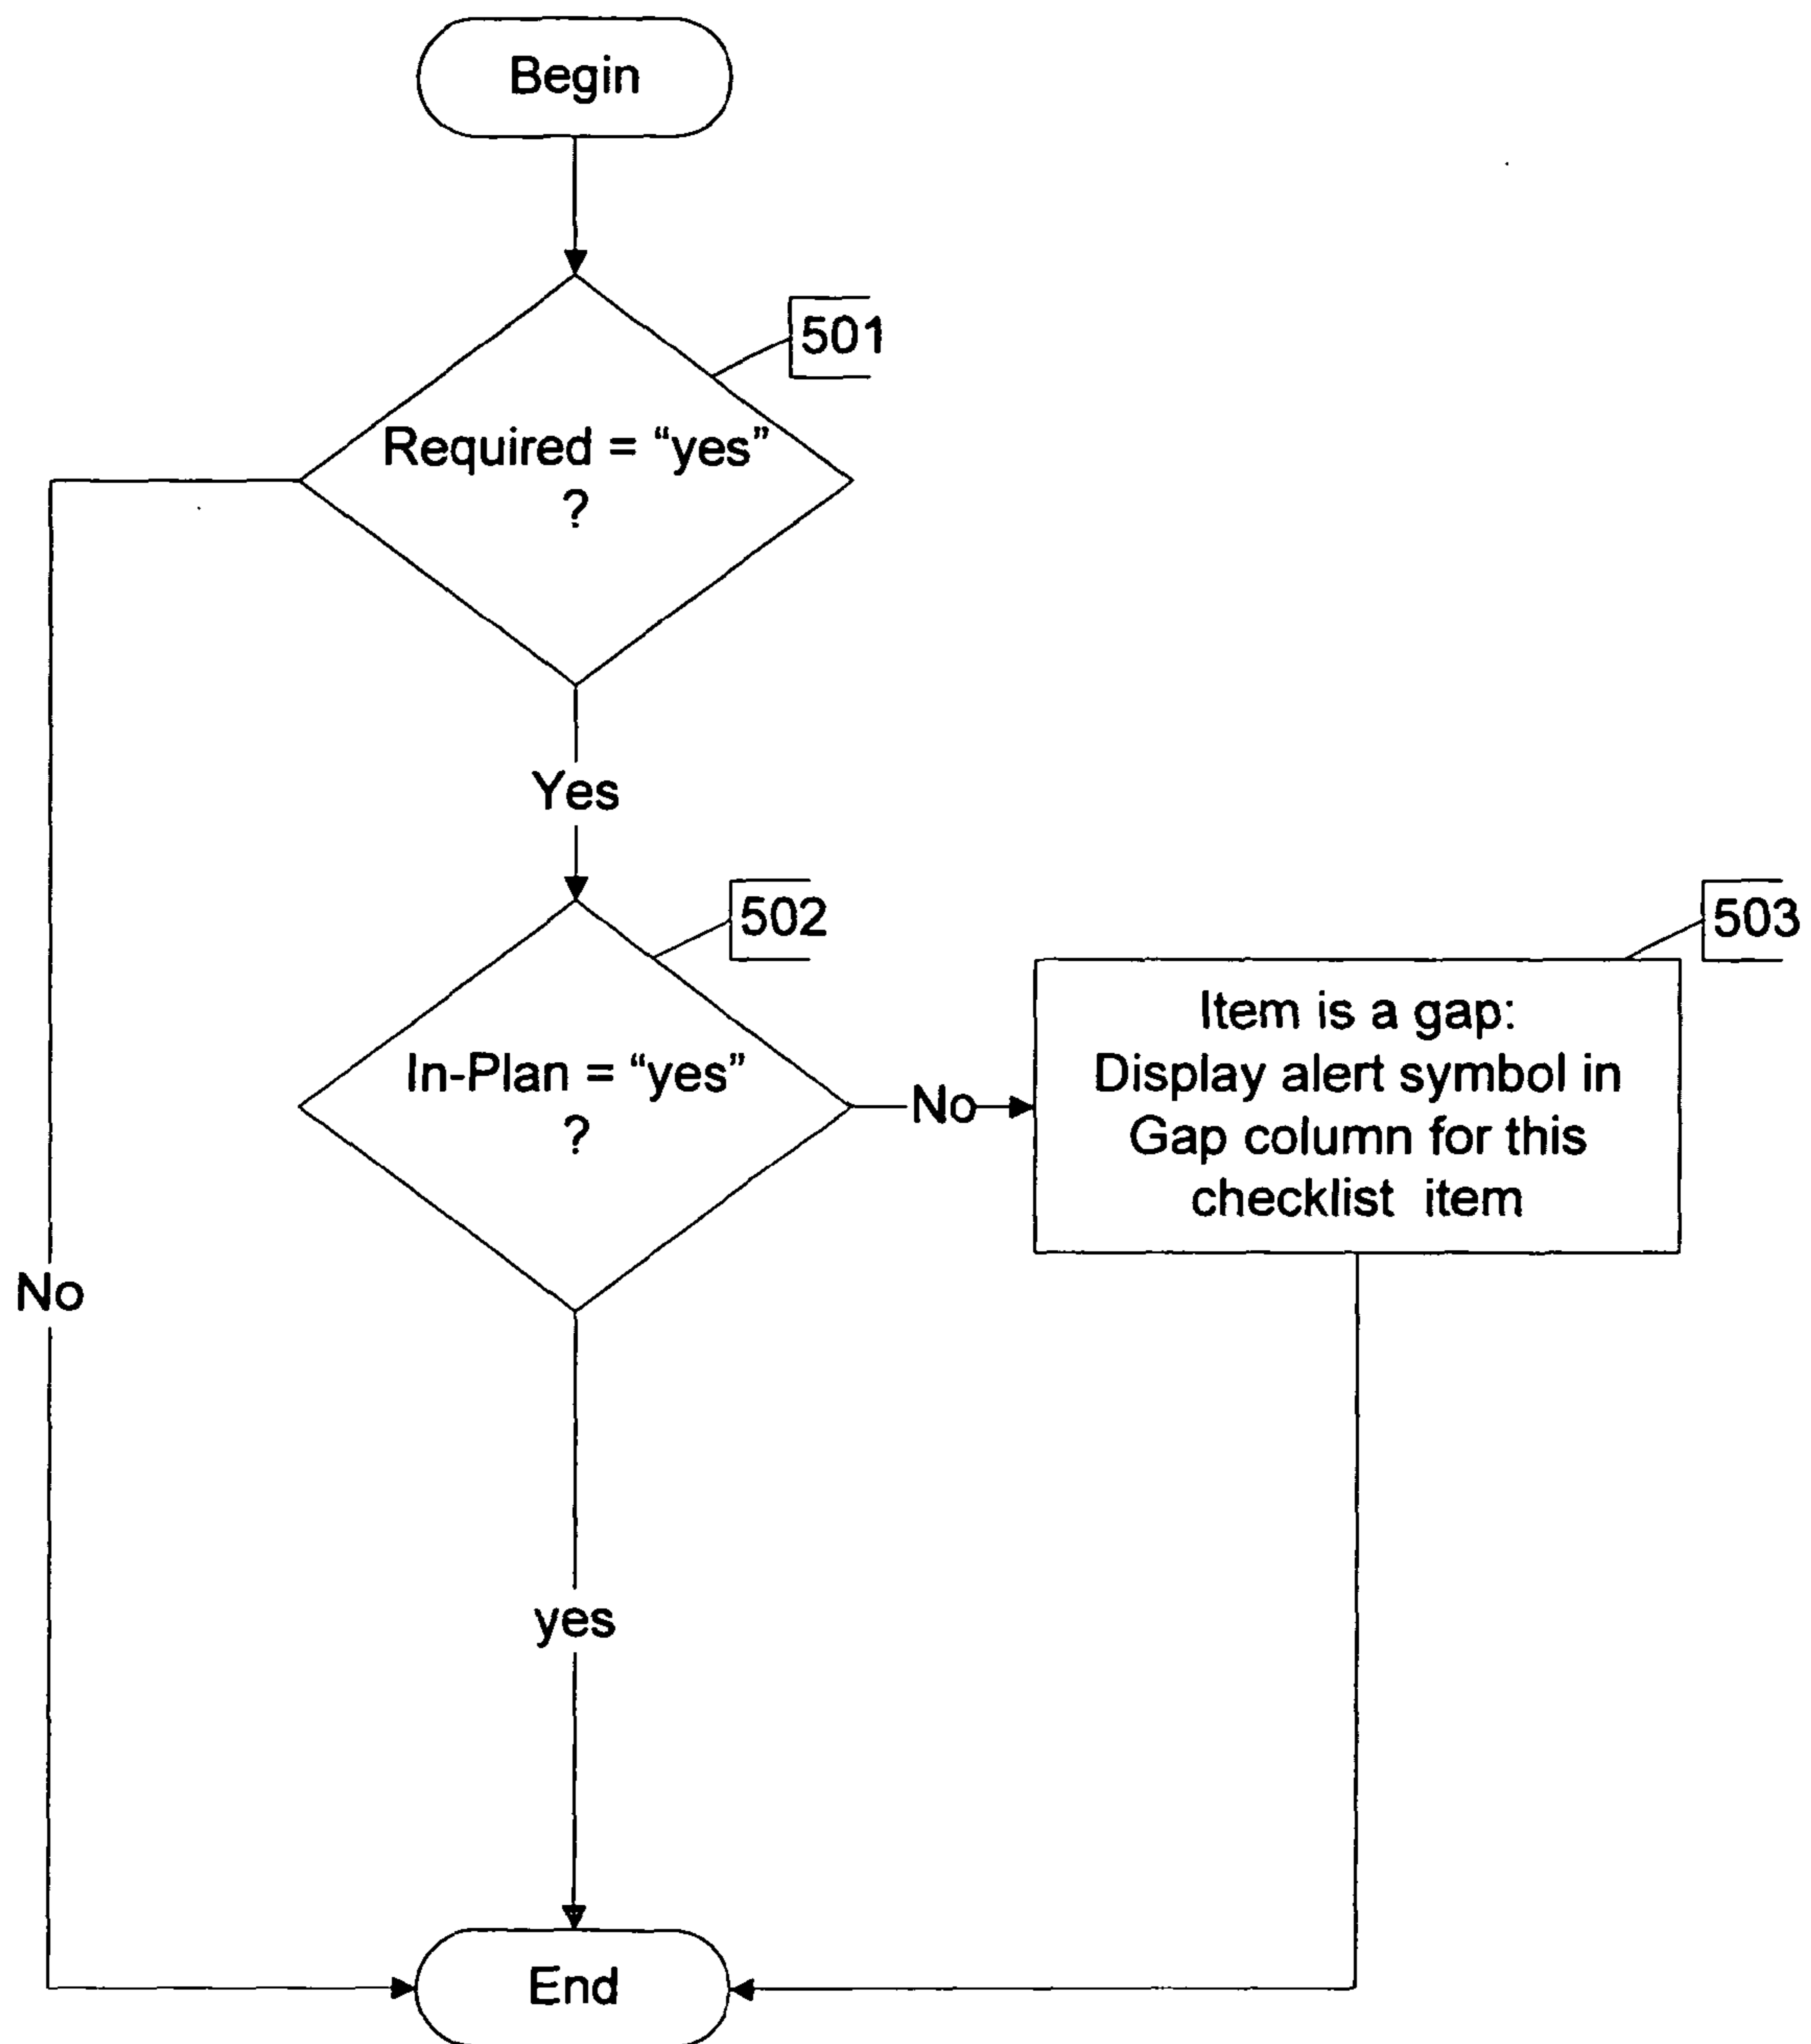 Begin
501
Required = “yes”
?
Yes
502
503
In-Plan = “yes”
?
No
Item is a gap:
Display alert symbol in
Gap column for this
checklist item
No
yes
End